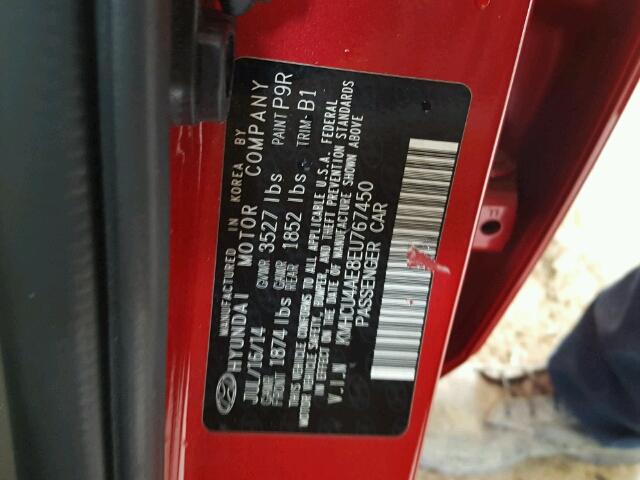 MANUFACTURED IN KOREA BY
HYUNDAI MOTOR COMPANY
JUL/15/14 GVWR 3527 lbs PAINT P9R
GAWR FRONT 1874 lbs GAWR REAR 1852 lbs TRIM-B1
THIS VEHICLE CONFORMS TO ALL APPLICABLE U.S.A. FEDERAL
MOTOR VEHICLE SAFETY, BUMPER, AND THEFT PREVENTION STANDARDS
IN EFFECT ON THE DATE OF MANUFACTURE SHOWN ABOVE
V.I.N KMHCU4AE8EU767450
PASSENGER CAR